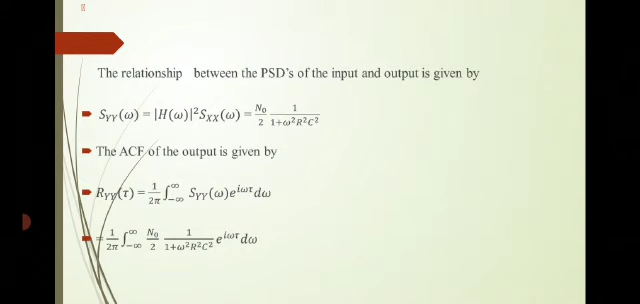 The relationship between the PSD's of the input and output is given by
S_YY(ω) = |H(ω)|² S_XX(ω) = N₀/2 1/(1+ω²R²C²)
The ACF of the output is given by
R_YY(τ) = 1/2π ∫_{-∞}^{∞} S_YY(ω)e^{iωτ}dω
= 1/2π ∫_{-∞}^{∞} N₀/2 1/(1+ω²R²C²) e^{iωτ}dω